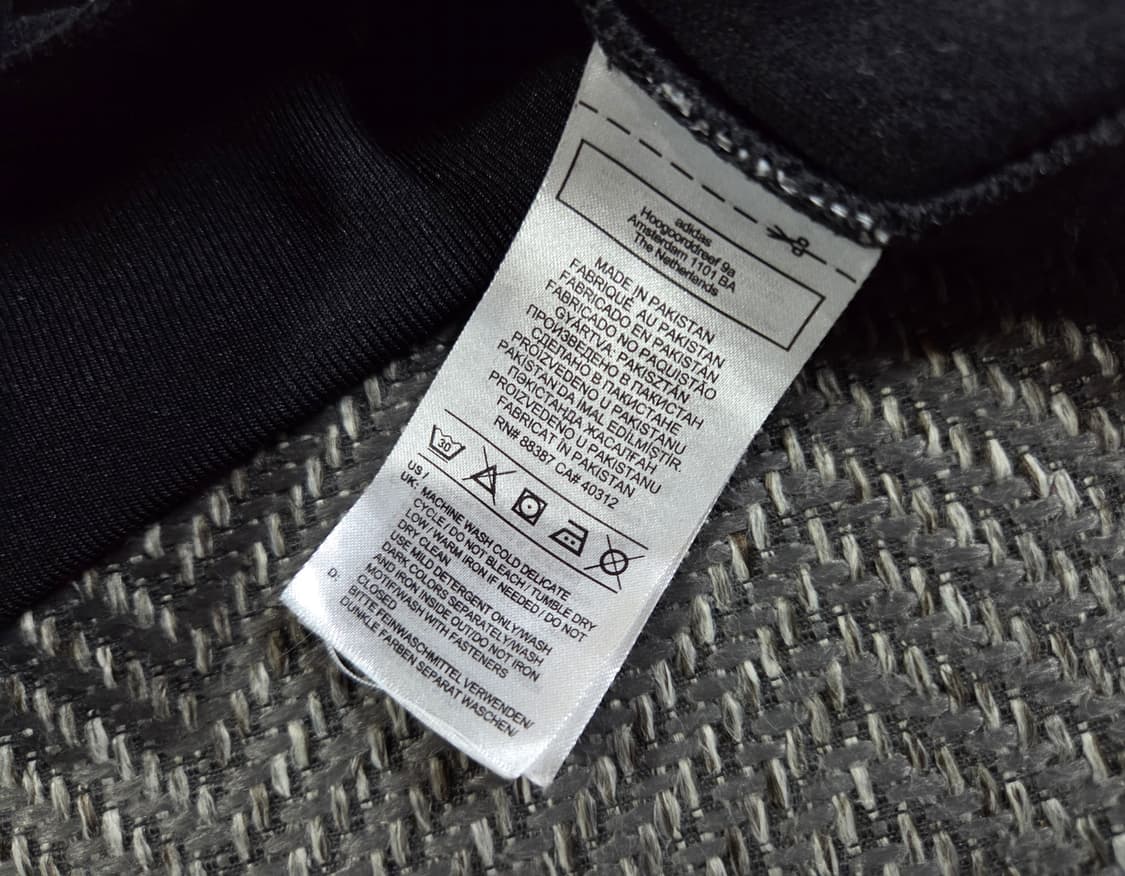 adidas
Hoogoorddreef 9a
Amsterdam 1101 BA
The Netherlands
MADE IN PAKISTAN
FABRIQUÉ AU PAKISTAN
FABRICADO EN PAKISTÁN
FABRICADO NO PAQUISTÃO
GYÁRTVA: PAKISZTÁN
ПРОИЗВЕДЕНО В ПАКИСТАН
СДЕЛАНО В ПАКИСТАНЕ
PROIZVEDENO U PAKISTANU
PAKİSTAN'DA İMAL EDİLMİŞTİR
ПӘКІСТАНДА ЖАСАЛҒАН
PROIZVEDENO U PAKISTANU
FABRICAT ÎN PAKISTAN
RN# 88387 CA# 40312
30
US /
UK: MACHINE WASH COLD DELICATE
CYCLE / DO NOT BLEACH / TUMBLE DRY
LOW / WARM IRON IF NEEDED / DO NOT
DRY CLEAN
USE MILD DETERGENT ONLY/WASH
DARK COLORS SEPARATELY/WASH
AND IRON INSIDE OUT/DO NOT IRON
MOTIF/WASH WITH FASTENERS
CLOSED
D: BITTE FEINWASCHMITTEL VERWENDEN/
DUNKLE FARBEN SEPARAT WASCHEN/